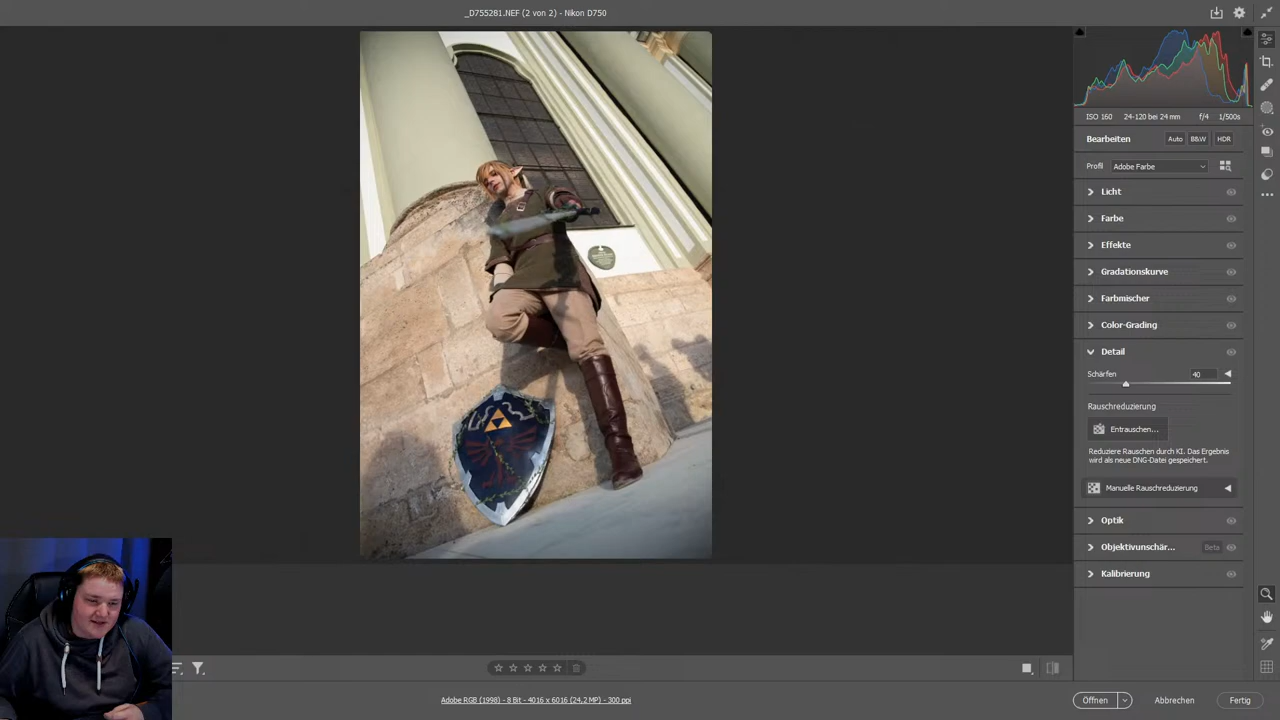 _D755281.NEF (2 von 2) - Nikon D750
ISO 160 24-120 bei 24 mm f/4 1/500s
Bearbeiten Auto B&W HDR
Profil Adobe Farbe
Licht
Farbe
Effekte
Gradationskurve
Farbmischer
Color-Grading
Detail
Schärfen 40
Rauschreduzierung
Entrauschen...
Reduziere Rauschen durch KI. Das Ergebnis
wird als neue DNG-Datei gespeichert.
Manuelle Rauschreduzierung
Optik
Objektivunschär... Beta
Kalibrierung
Adobe RGB (1998) - 8 Bit - 4016 x 6016 (24,2 MP) - 300 ppi
Öffnen Abbrechen Fertig